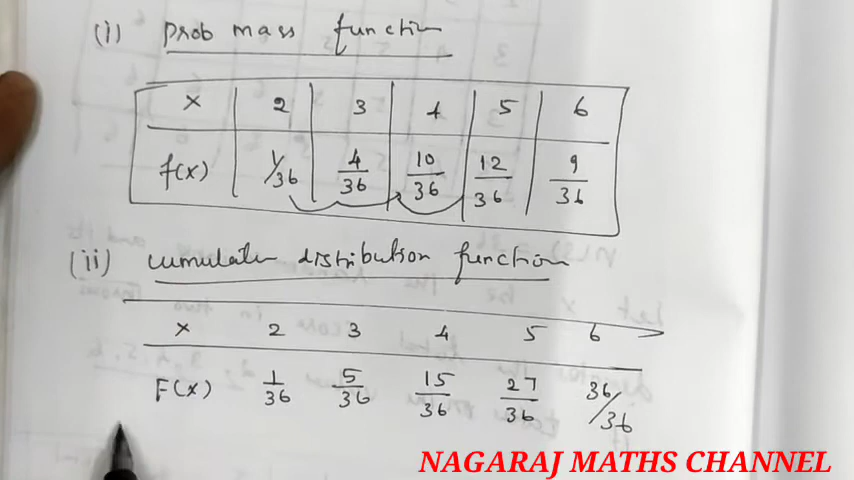 (i) Prob mass function
x 2 3 4 5 6
f(x) 1/36 4/36 10/36 12/36 9/36
(ii) cumulative distribution function
x 2 3 4 5 6
F(x) 1/36 5/36 15/36 27/36 36/36
NAGARAJ MATHS CHANNEL